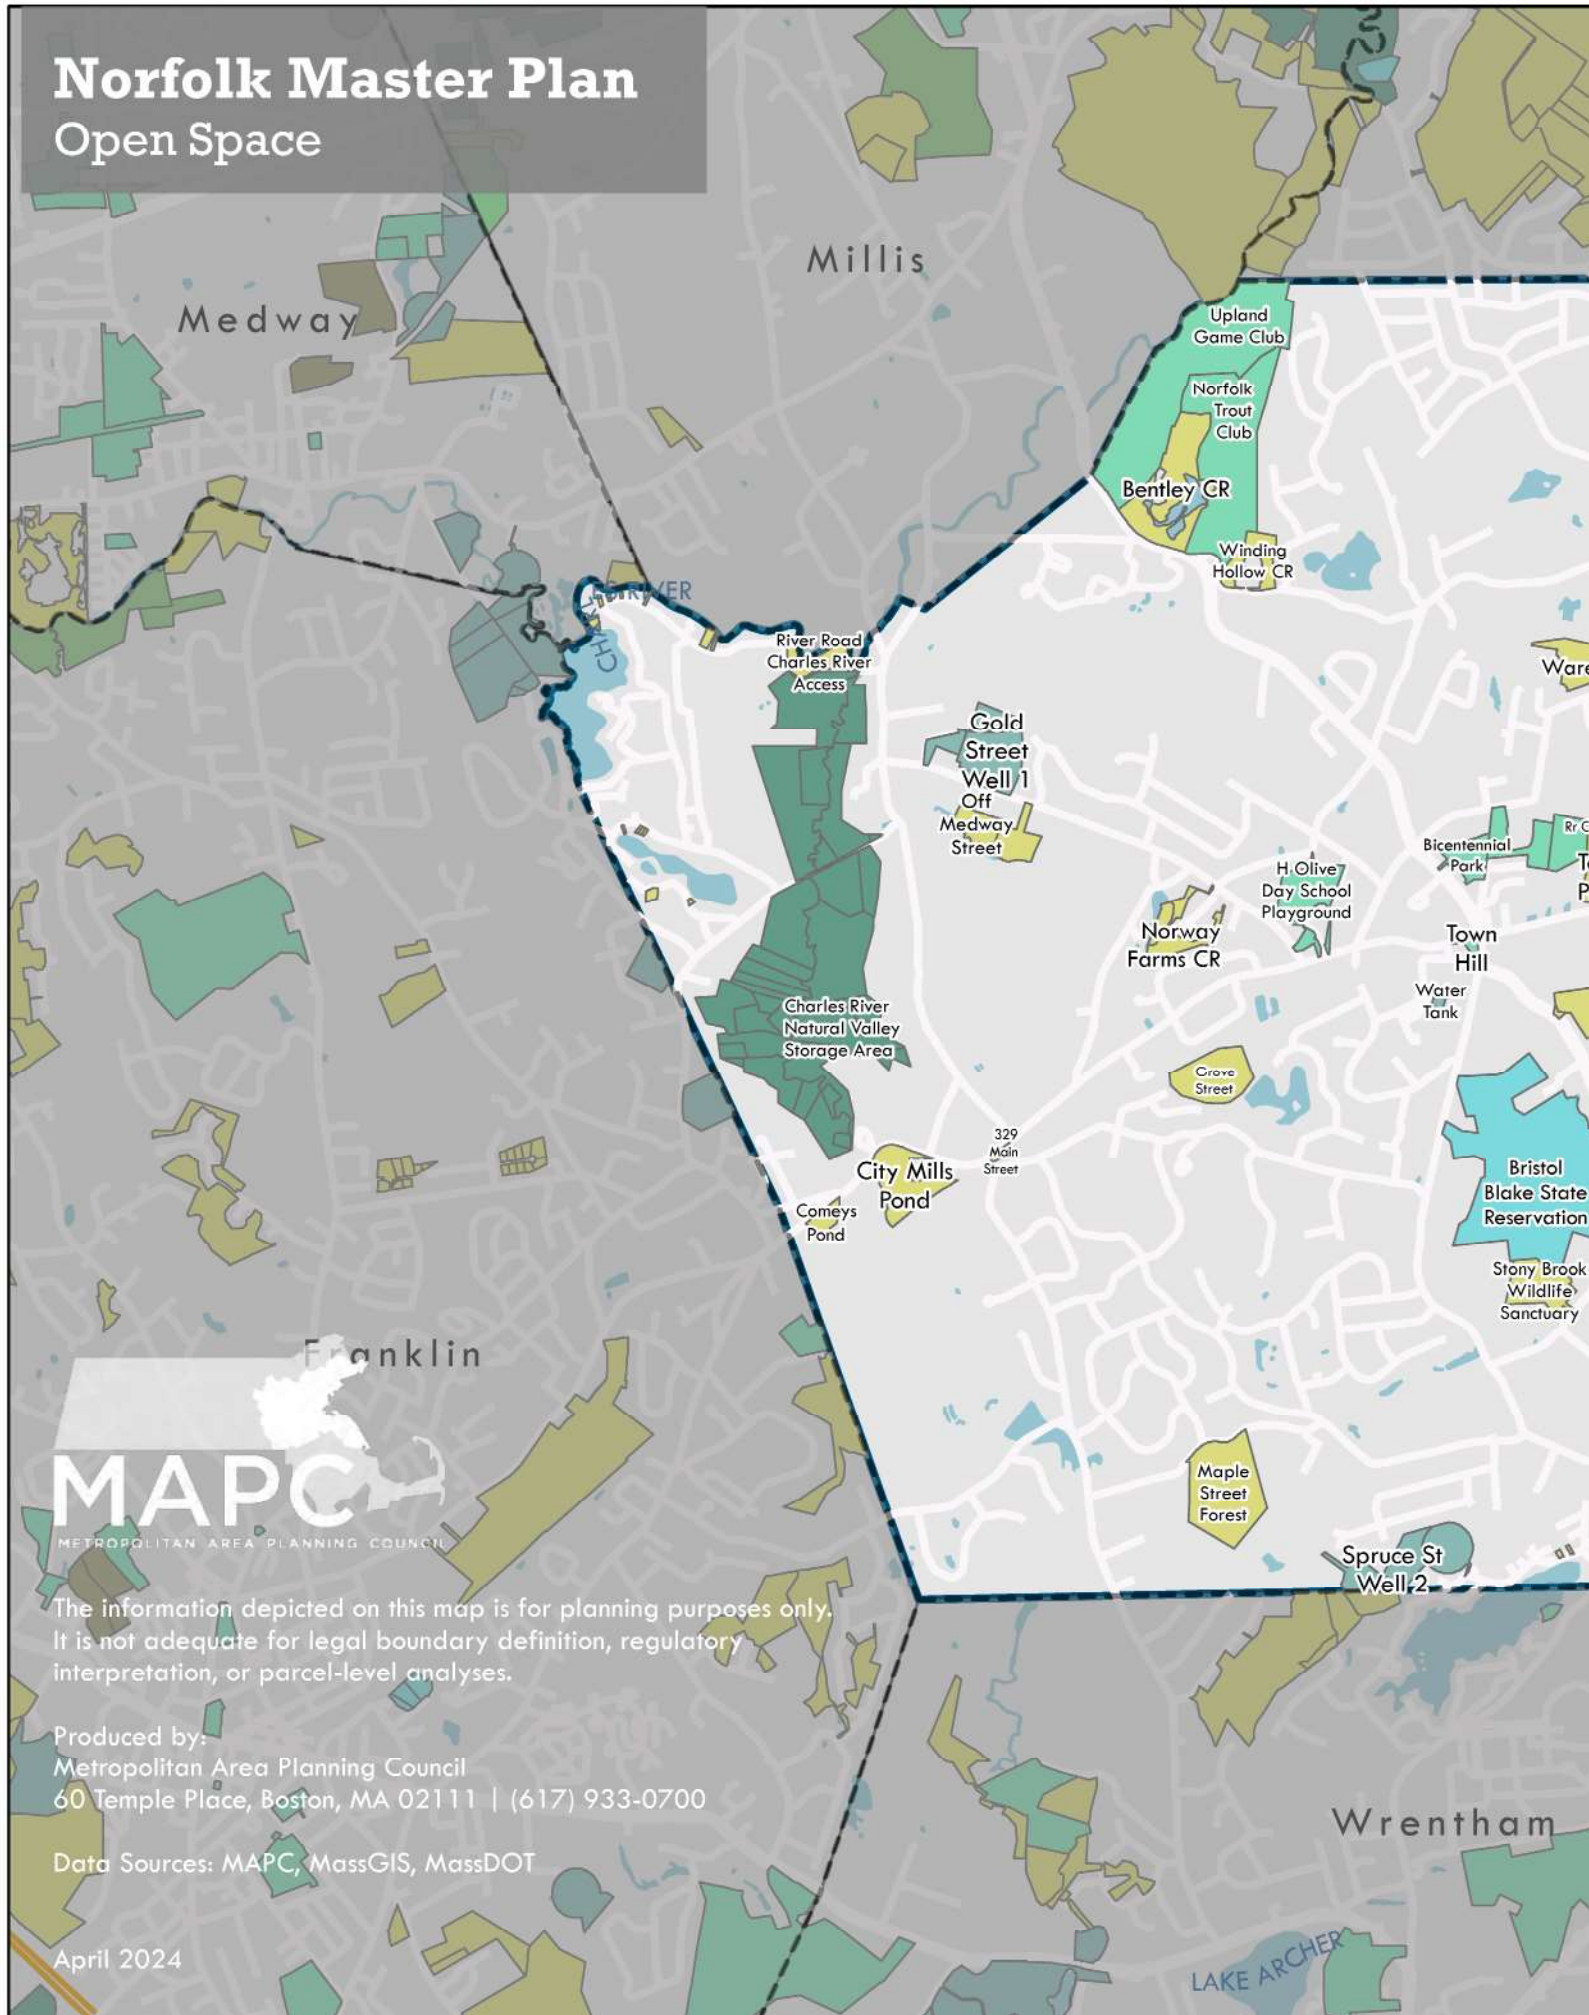 Norfolk Master Plan
Open Space
Millis
Medway
Upland
Game Club
Norfolk
Trout
Club
Bentley CR
Winding
Hollow CR
CHARLES RIVER
River Road
Charles River
Access
Gold
Street
Well 1
Off
Medway
Street
Bicentennial
Park
H Olive
Day School
Playground
Norway
Farms CR
Town
Hill
Water
Tank
Charles River
Natural Valley
Storage Area
Grove
Street
329
Main
Street
City Mills
Pond
Comeys
Pond
Bristol
Blake State
Reservation
Stony Brook
Wildlife
Sanctuary
Franklin
MAPC
METROPOLITAN AREA PLANNING COUNCIL
Maple
Street
Forest
Spruce St
Well 2
The information depicted on this map is for planning purposes only.
It is not adequate for legal boundary definition, regulatory
interpretation, or parcel-level analyses.
Produced by:
Metropolitan Area Planning Council
60 Temple Place, Boston, MA 02111 | (617) 933-0700
Data Sources: MAPC, MassGIS, MassDOT
April 2024
Wrentham
LAKE ARCHER